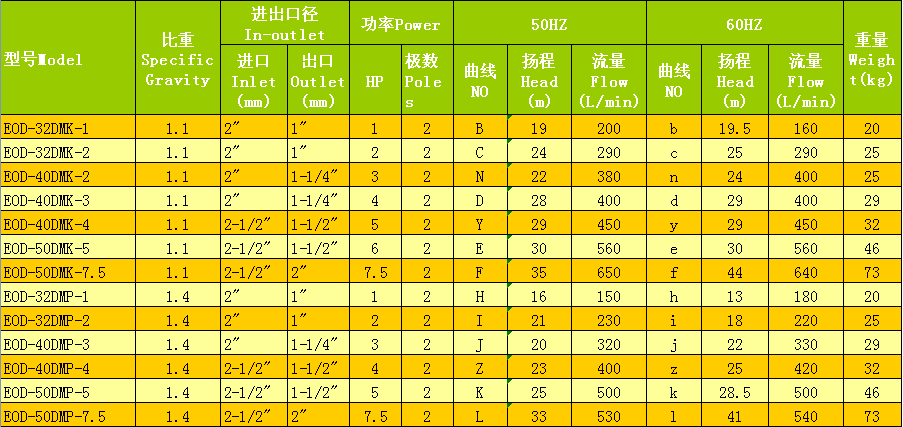 型号Model 比重 Specific Gravity 进出口径 In-outlet 功率Power 50HZ 60HZ 重量 Weight(kg)
进口 Inlet (mm) 出口 Outlet (mm) HP 极数 Poles 曲线 NO 扬程 Head (m) 流量 Flow (L/min) 曲线 NO 扬程 Head (m) 流量 Flow (L/min)
EOD-32DMK-1 1.1 2" 1" 1 2 B 19 200 b 19.5 160 20
EOD-32DMK-2 1.1 2" 1" 2 2 C 24 290 c 25 290 25
EOD-40DMK-2 1.1 2" 1-1/4" 3 2 N 22 380 n 24 400 25
EOD-40DMK-3 1.1 2" 1-1/4" 4 2 D 28 400 d 29 400 29
EOD-40DMK-4 1.1 2-1/2" 1-1/2" 5 2 Y 29 450 y 29 450 32
EOD-50DMK-5 1.1 2-1/2" 1-1/2" 6 2 E 30 560 e 30 560 46
EOD-50DMK-7.5 1.1 2-1/2" 2" 7.5 2 F 35 650 f 44 640 73
EOD-32DMP-1 1.4 2" 1" 1 2 H 16 150 h 13 180 20
EOD-32DMP-2 1.4 2" 1" 2 2 I 21 230 i 18 220 25
EOD-40DMP-3 1.4 2" 1-1/4" 3 2 J 20 320 j 22 330 29
EOD-40DMP-4 1.4 2-1/2" 1-1/2" 4 2 Z 23 400 z 25 420 32
EOD-50DMP-5 1.4 2-1/2" 1-1/2" 5 2 K 25 500 k 28.5 500 46
EOD-50DMP-7.5 1.4 2-1/2" 2" 7.5 2 L 33 530 l 41 540 73